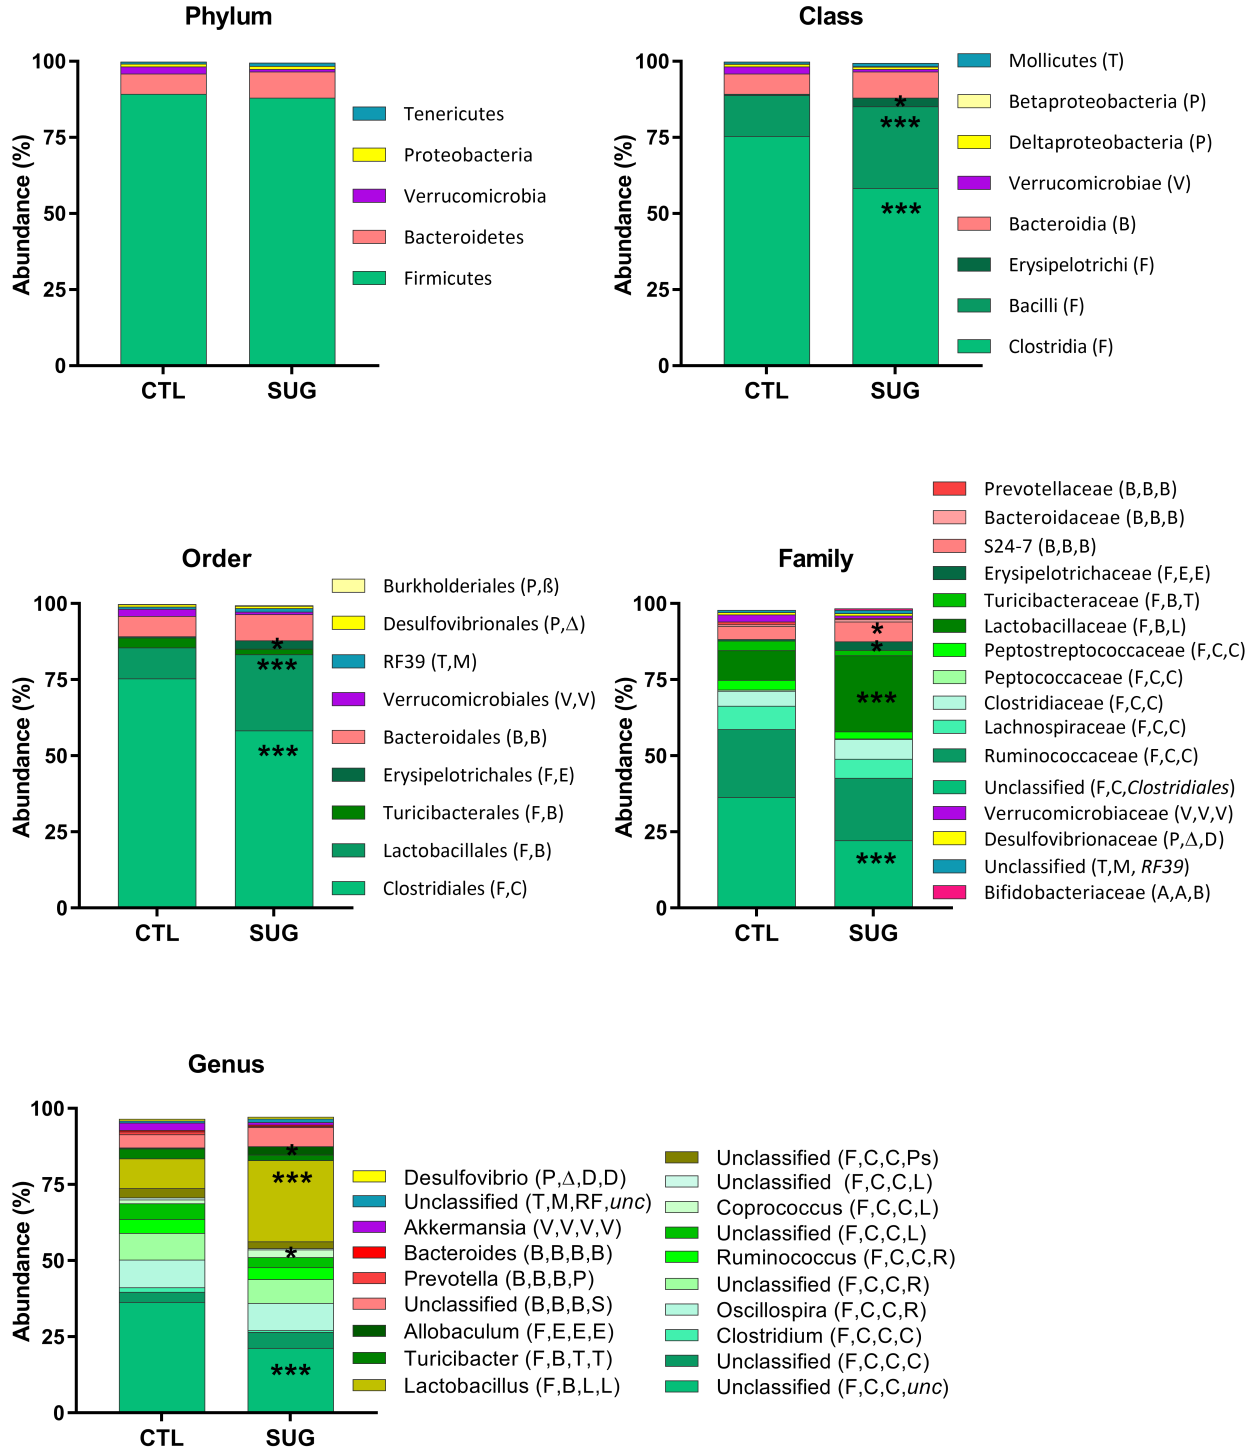 Phylum
Abundance (%)
100
75
50
25
0
CTL
SUG
Tenericutes
Proteobacteria
Verrucomicrobia
Bacteroidetes
Firmicutes
Class
Abundance (%)
100
75
50
25
0
*
***
***
CTL
SUG
Mollicutes (T)
Betaproteobacteria (P)
Deltaproteobacteria (P)
Verrucomicrobiae (V)
Bacteroidia (B)
Erysipelotrichi (F)
Bacilli (F)
Clostridia (F)
Order
Abundance (%)
100
75
50
25
0
*
***
***
CTL
SUG
Burkholderiales (P,ß)
Desulfovibrionales (P,Δ)
RF39 (T,M)
Verrucomicrobiales (V,V)
Bacteroidales (B,B)
Erysipelotrichales (F,E)
Turicibacterales (F,B)
Lactobacillales (F,B)
Clostridiales (F,C)
Family
Abundance (%)
100
75
50
25
0
*
*
***
***
CTL
SUG
Prevotellaceae (B,B,B)
Bacteroidaceae (B,B,B)
S24-7 (B,B,B)
Erysipelotrichaceae (F,E,E)
Turicibacteraceae (F,B,T)
Lactobacillaceae (F,B,L)
Peptostreptococcaceae (F,C,C)
Peptococcaceae (F,C,C)
Clostridiaceae (F,C,C)
Lachnospiraceae (F,C,C)
Ruminococcaceae (F,C,C)
Unclassified (F,C,Clostridiales)
Verrucomicrobiaceae (V,V,V)
Desulfovibrionaceae (P,Δ,D)
Unclassified (T,M, RF39)
Bifidobacteriaceae (A,A,B)
Genus
Abundance (%)
100
75
50
25
0
*
***
*
***
CTL
SUG
Desulfovibrio (P,Δ,D,D)
Unclassified (T,M,RF,unc)
Akkermansia (V,V,V,V)
Bacteroides (B,B,B,B)
Prevotella (B,B,B,P)
Unclassified (B,B,B,S)
Allobaculum (F,E,E,E)
Turicibacter (F,B,T,T)
Lactobacillus (F,B,L,L)
Unclassified (F,C,C,Ps)
Unclassified (F,C,C,L)
Coprococcus (F,C,C,L)
Unclassified (F,C,C,L)
Ruminococcus (F,C,C,R)
Unclassified (F,C,C,R)
Oscillospira (F,C,C,R)
Clostridium (F,C,C,C)
Unclassified (F,C,C,C)
Unclassified (F,C,C,unc)